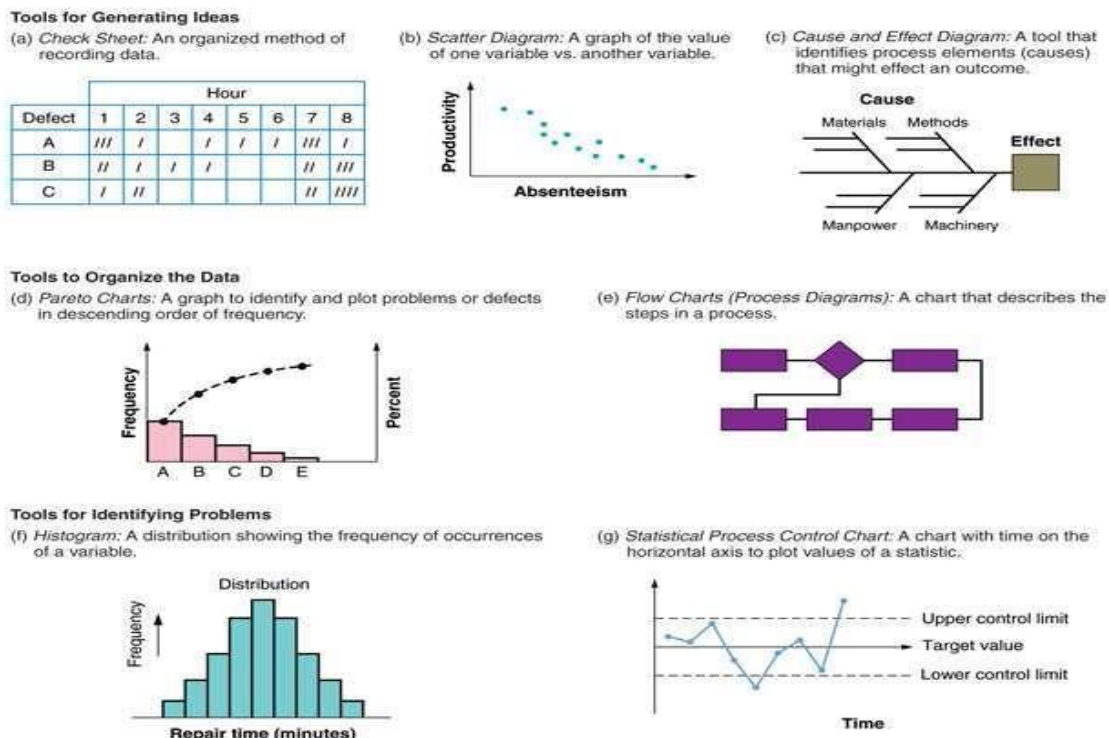 Tools for Generating Ideas
(a) Check Sheet: An organized method of
recording data.
Hour
Defect 1 2 3 4 5 6 7 8
A /// / / / / /// /
B // / / / // ///
C / // // ////
(b) Scatter Diagram: A graph of the value
of one variable vs. another variable.
Productivity
Absenteeism
(c) Cause and Effect Diagram: A tool that
identifies process elements (causes)
that might effect an outcome.
Cause
Materials Methods
Effect
Manpower Machinery
Tools to Organize the Data
(d) Pareto Charts: A graph to identify and plot problems or defects
in descending order of frequency.
Frequency
Percent
A B C D E
(e) Flow Charts (Process Diagrams): A chart that describes the
steps in a process.
Tools for Identifying Problems
(f) Histogram: A distribution showing the frequency of occurrences
of a variable.
Distribution
Frequency
Repair time (minutes)
(g) Statistical Process Control Chart: A chart with time on the
horizontal axis to plot values of a statistic.
Upper control limit
Target value
Lower control limit
Time